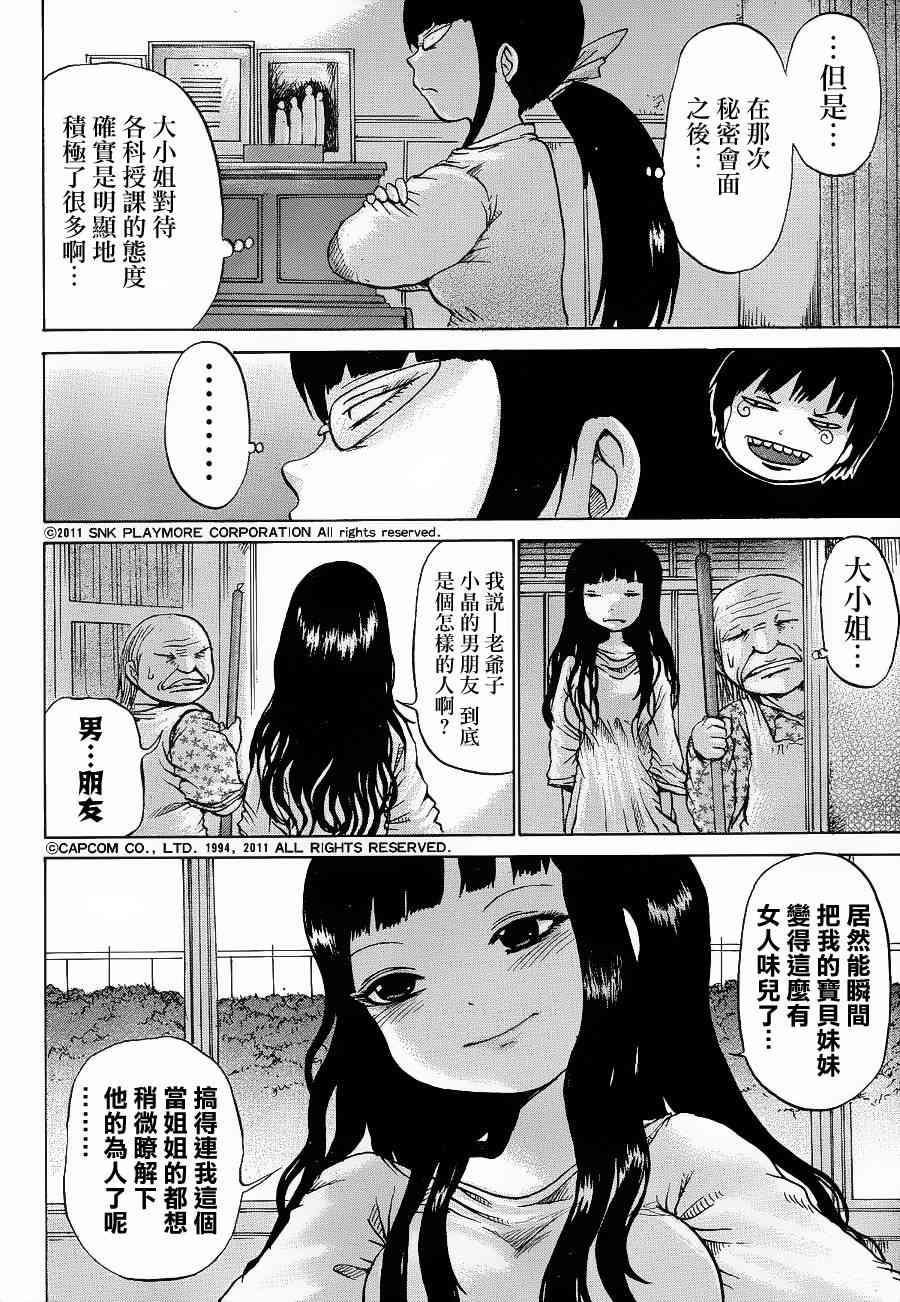 …但是…
在那次
秘密會面
之後…
大小姐對待
各科授課的態度
確實是明顯地
積極了很多啊…
………
©2011 SNK PLAYMORE CORPORATION All rights reserved.
大小姐…
我說—老爺子
小晶的男朋友 到底
是個怎樣的人啊？
男…朋友
©CAPCOM CO., LTD. 1994, 2011 ALL RIGHTS RESERVED.
居然能瞬間
把我的寶貝妹妹
變得這麼有
女人味兒了…
搞得連我這個
當姐姐的都想
稍微瞭解下
他的為人了呢
………